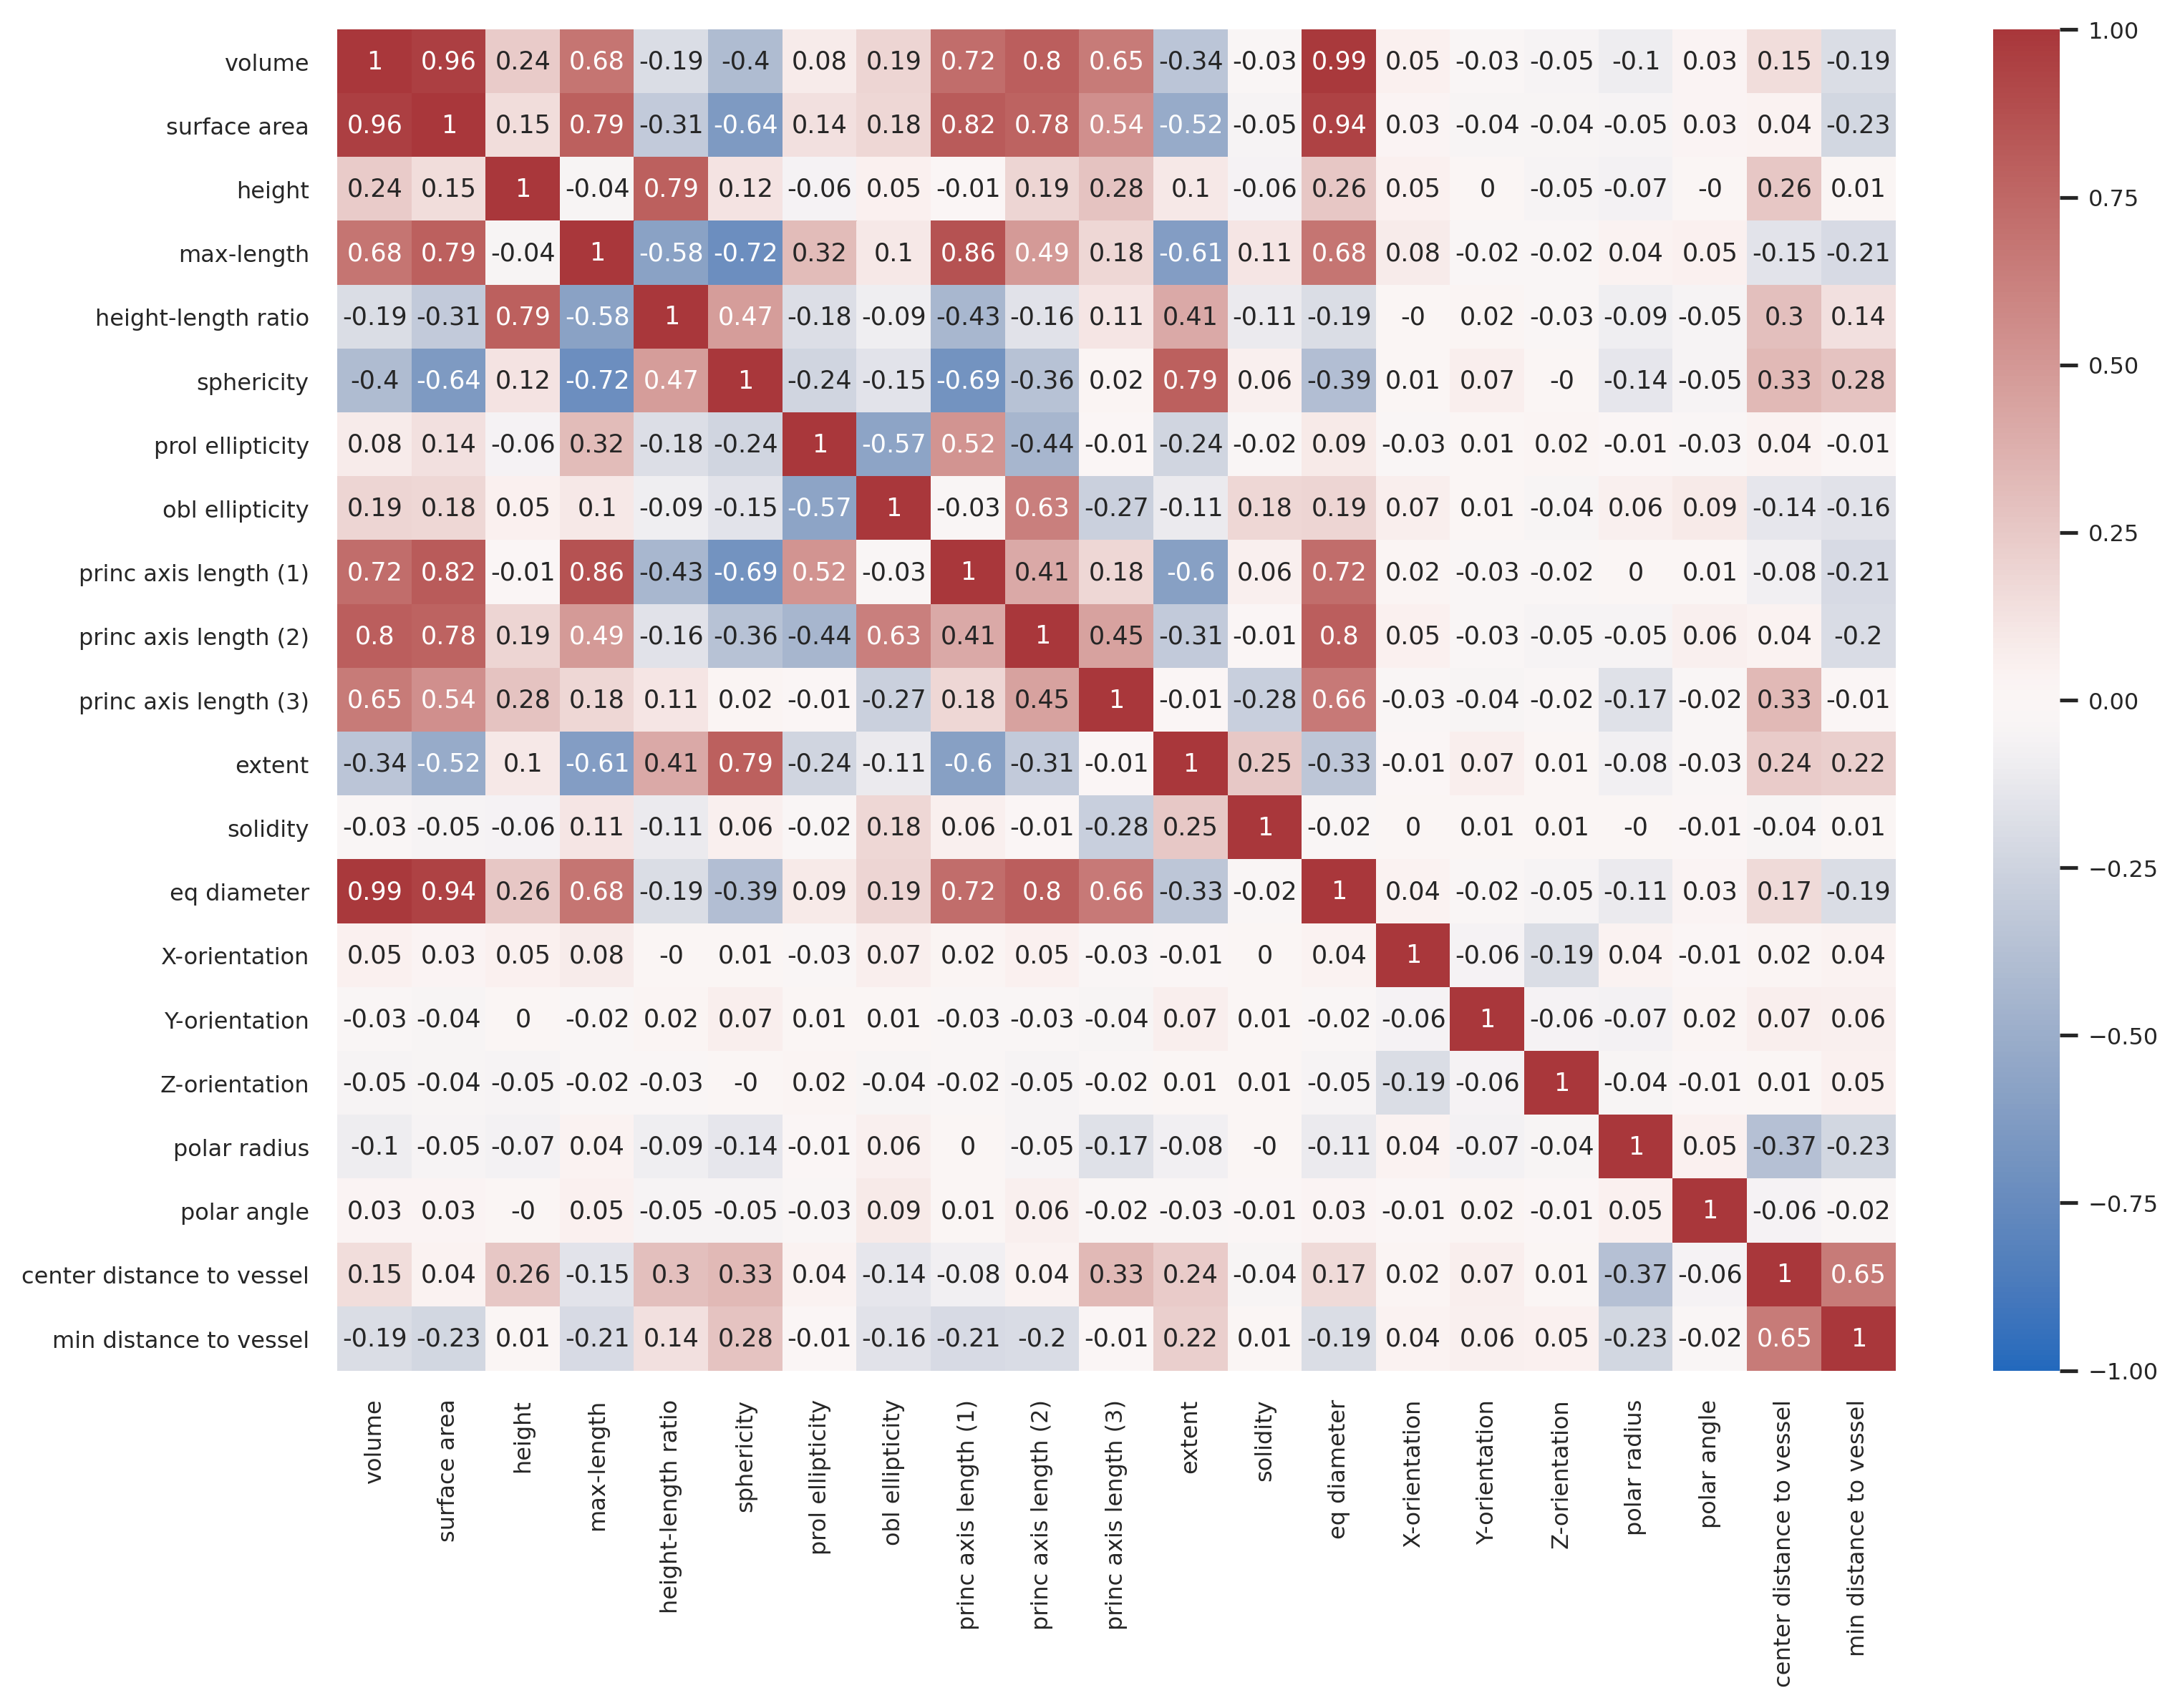 volume 1 0.96 0.24 0.68 -0.19 -0.4 0.08 0.19 0.72 0.8 0.65 -0.34 -0.03 0.99 0.05 -0.03 -0.05 -0.1 0.03 0.15 -0.19
surface area 0.96 1 0.15 0.79 -0.31 -0.64 0.14 0.18 0.82 0.78 0.54 -0.52 -0.05 0.94 0.03 -0.04 -0.04 -0.05 0.03 0.04 -0.23
height 0.24 0.15 1 -0.04 0.79 0.12 -0.06 0.05 -0.01 0.19 0.28 0.1 -0.06 0.26 0.05 0 -0.05 -0.07 -0 0.26 0.01
max-length 0.68 0.79 -0.04 1 -0.58 -0.72 0.32 0.1 0.86 0.49 0.18 -0.61 0.11 0.68 0.08 -0.02 -0.02 0.04 0.05 -0.15 -0.21
height-length ratio -0.19 -0.31 0.79 -0.58 1 0.47 -0.18 -0.09 -0.43 -0.16 0.11 0.41 -0.11 -0.19 -0 0.02 -0.03 -0.09 -0.05 0.3 0.14
sphericity -0.4 -0.64 0.12 -0.72 0.47 1 -0.24 -0.15 -0.69 -0.36 0.02 0.79 0.06 -0.39 0.01 0.07 -0 -0.14 -0.05 0.33 0.28
prol ellipticity 0.08 0.14 -0.06 0.32 -0.18 -0.24 1 -0.57 0.52 -0.44 -0.01 -0.24 -0.02 0.09 -0.03 0.01 0.02 -0.01 -0.03 0.04 -0.01
obl ellipticity 0.19 0.18 0.05 0.1 -0.09 -0.15 -0.57 1 -0.03 0.63 -0.27 -0.11 0.18 0.19 0.07 0.01 -0.04 0.06 0.09 -0.14 -0.16
princ axis length (1) 0.72 0.82 -0.01 0.86 -0.43 -0.69 0.52 -0.03 1 0.41 0.18 -0.6 0.06 0.72 0.02 -0.03 -0.02 0 0.01 -0.08 -0.21
princ axis length (2) 0.8 0.78 0.19 0.49 -0.16 -0.36 -0.44 0.63 0.41 1 0.45 -0.31 -0.01 0.8 0.05 -0.03 -0.05 -0.05 0.06 0.04 -0.2
princ axis length (3) 0.65 0.54 0.28 0.18 0.11 0.02 -0.01 -0.27 0.18 0.45 1 -0.01 -0.28 0.66 -0.03 -0.04 -0.02 -0.17 -0.02 0.33 -0.01
extent -0.34 -0.52 0.1 -0.61 0.41 0.79 -0.24 -0.11 -0.6 -0.31 -0.01 1 0.25 -0.33 -0.01 0.07 0.01 -0.08 -0.03 0.24 0.22
solidity -0.03 -0.05 -0.06 0.11 -0.11 0.06 -0.02 0.18 0.06 -0.01 -0.28 0.25 1 -0.02 0 0.01 0.01 -0 -0.01 -0.04 0.01
eq diameter 0.99 0.94 0.26 0.68 -0.19 -0.39 0.09 0.19 0.72 0.8 0.66 -0.33 -0.02 1 0.04 -0.02 -0.05 -0.11 0.03 0.17 -0.19
X-orientation 0.05 0.03 0.05 0.08 -0 0.01 -0.03 0.07 0.02 0.05 -0.03 -0.01 0 0.04 1 -0.06 -0.19 0.04 -0.01 0.02 0.04
Y-orientation -0.03 -0.04 0 -0.02 0.02 0.07 0.01 0.01 -0.03 -0.03 -0.04 0.07 0.01 -0.02 -0.06 1 -0.06 -0.07 0.02 0.07 0.06
Z-orientation -0.05 -0.04 -0.05 -0.02 -0.03 -0 0.02 -0.04 -0.02 -0.05 -0.02 0.01 0.01 -0.05 -0.19 -0.06 1 -0.04 -0.01 0.01 0.05
polar radius -0.1 -0.05 -0.07 0.04 -0.09 -0.14 -0.01 0.06 0 -0.05 -0.17 -0.08 -0 -0.11 0.04 -0.07 -0.04 1 0.05 -0.37 -0.23
polar angle 0.03 0.03 -0 0.05 -0.05 -0.05 -0.03 0.09 0.01 0.06 -0.02 -0.03 -0.01 0.03 -0.01 0.02 -0.01 0.05 1 -0.06 -0.02
center distance to vessel 0.15 0.04 0.26 -0.15 0.3 0.33 0.04 -0.14 -0.08 0.04 0.33 0.24 -0.04 0.17 0.02 0.07 0.01 -0.37 -0.06 1 0.65
min distance to vessel -0.19 -0.23 0.01 -0.21 0.14 0.28 -0.01 -0.16 -0.21 -0.2 -0.01 0.22 0.01 -0.19 0.04 0.06 0.05 -0.23 -0.02 0.65 1
volume
surface area
height
max-length
height-length ratio
sphericity
prol ellipticity
obl ellipticity
princ axis length (1)
princ axis length (2)
princ axis length (3)
extent
solidity
eq diameter
X-orientation
Y-orientation
Z-orientation
polar radius
polar angle
center distance to vessel
min distance to vessel
1.00
0.75
0.50
0.25
0.00
−0.25
−0.50
−0.75
−1.00